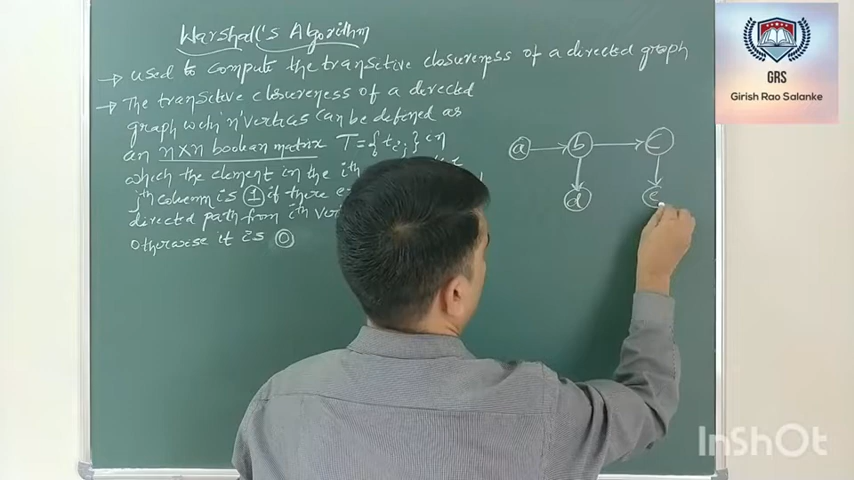 Warshall's Algorithm
→ used to compute the transitive closureness of a directed graph
→ The transitive closureness of a directed
graph with 'n' vertices can be defined as
an nxn boolean matrix T = {tij} in
which the element in the ith
jth column is 1 if there
directed path from ith
otherwise it is 0
a b c
d e
GRS
Girish Rao Salanke
InShOt